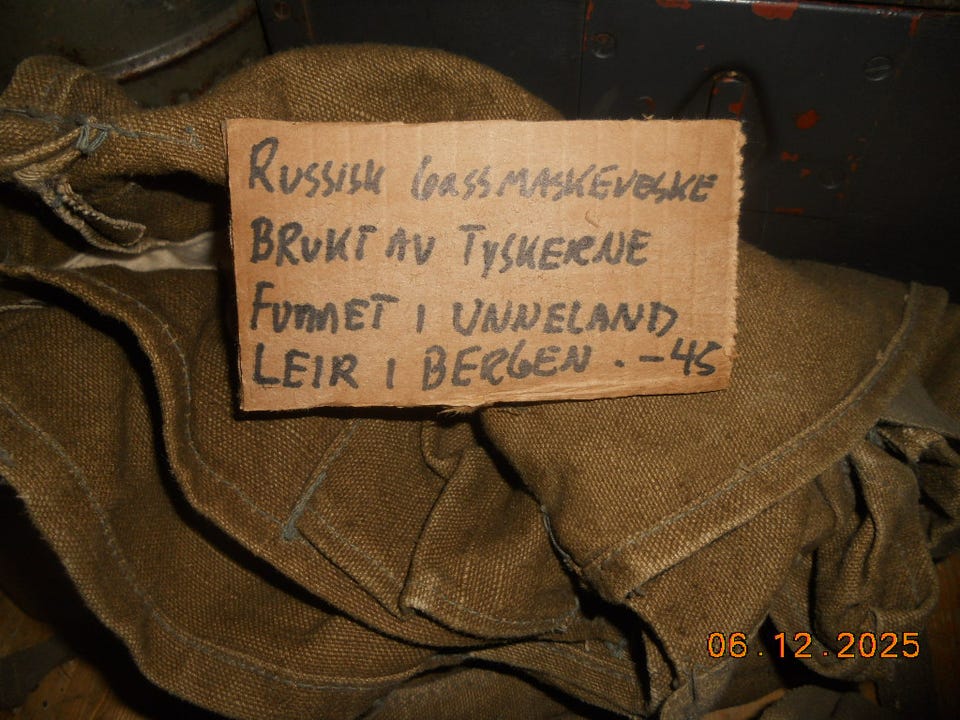 RUSSISK GASSMASKEVESKE
BRUKT AV TYSKERNE
FUNNET I UNNELAND
LEIR I BERGEN. -45
06.12.2025